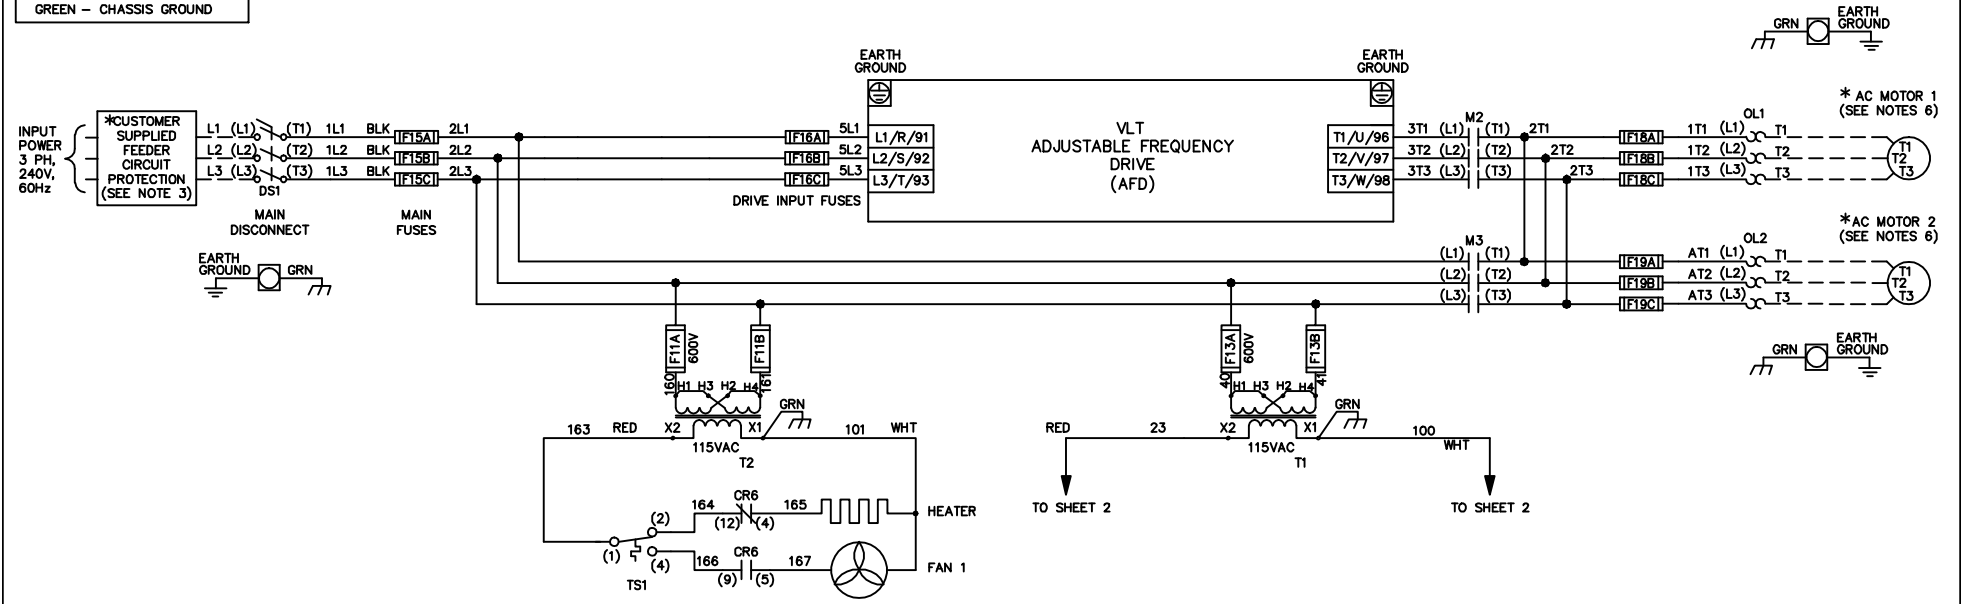 GREEN – CHASSIS GROUND
INPUT
POWER
3 PH,
240V,
60Hz
*CUSTOMER
SUPPLIED
FEEDER
CIRCUIT
PROTECTION
(SEE NOTE 3)
L1 (L1) (T1) 1L1 BLK F15A 2L1
L2 (L2) (T2) 1L2 BLK F15B 2L2
L3 (L3) (T3) 1L3 BLK F15C 2L3
DS1
MAIN
DISCONNECT
MAIN
FUSES
EARTH
GROUND GRN
F16A 5L1
F16B 5L2
F16C 5L3
DRIVE INPUT FUSES
EARTH
GROUND
EARTH
GROUND
L1/R/91
L2/S/92
L3/T/93
VLT
ADJUSTABLE FREQUENCY
DRIVE
(AFD)
T1/U/96
T2/V/97
T3/W/98
M2
3T1 (L1) (T1) 2T1
3T2 (L2) (T2) 2T2
3T3 (L3) (T3) 2T3
OL1
F18A 1T1 (L1) T1
F18B 1T2 (L2) T2
F18C 1T3 (L3) T3
GRN
EARTH
GROUND
* AC MOTOR 1
(SEE NOTES 6)
T1
T2
T3
M3
(L1) (T1)
(L2) (T2)
(L3) (T3)
OL2
F19A AT1 (L1) T1
F19B AT2 (L2) T2
F19C AT3 (L3) T3
*AC MOTOR 2
(SEE NOTES 6)
T1
T2
T3
GRN
EARTH
GROUND
F11A
600V
F11B
160
161
H1 H3 H2 H4
GRN
163 RED X2 X1 101 WHT
115VAC
T2
F13A
600V
F13B
40
41
H1 H3 H2 H4
GRN
RED 23 X2 X1 100
WHT
115VAC
T1
TO SHEET 2
TO SHEET 2
CR6
164 165
(12) (4)
HEATER
(2)
(1)
(4)
TS1
CR6
166 167
(9) (5)
FAN 1